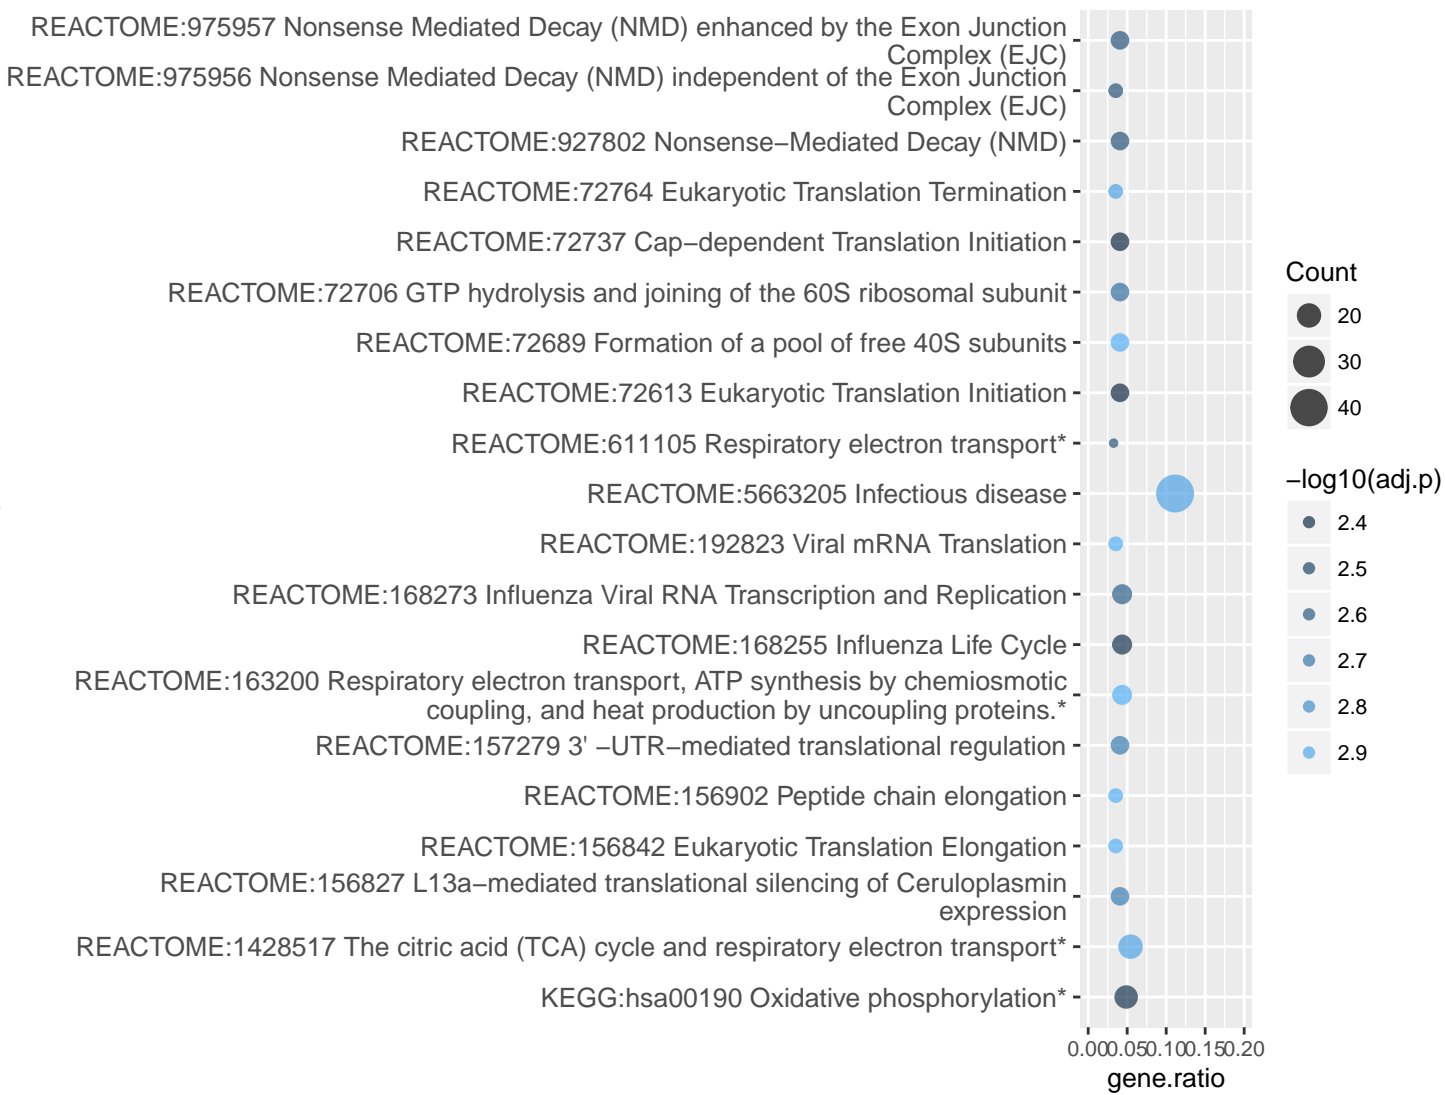 REACTOME:975957 Nonsense Mediated Decay (NMD) enhanced by the Exon Junction
Complex (EJC)
REACTOME:975956 Nonsense Mediated Decay (NMD) independent of the Exon Junction
Complex (EJC)
REACTOME:927802 Nonsense−Mediated Decay (NMD)
REACTOME:72764 Eukaryotic Translation Termination
REACTOME:72737 Cap−dependent Translation Initiation
REACTOME:72706 GTP hydrolysis and joining of the 60S ribosomal subunit
REACTOME:72689 Formation of a pool of free 40S subunits
REACTOME:72613 Eukaryotic Translation Initiation
REACTOME:611105 Respiratory electron transport*
REACTOME:5663205 Infectious disease
REACTOME:192823 Viral mRNA Translation
REACTOME:168273 Influenza Viral RNA Transcription and Replication
REACTOME:168255 Influenza Life Cycle
REACTOME:163200 Respiratory electron transport, ATP synthesis by chemiosmotic
coupling, and heat production by uncoupling proteins.*
REACTOME:157279 3' −UTR−mediated translational regulation
REACTOME:156902 Peptide chain elongation
REACTOME:156842 Eukaryotic Translation Elongation
REACTOME:156827 L13a−mediated translational silencing of Ceruloplasmin
expression
REACTOME:1428517 The citric acid (TCA) cycle and respiratory electron transport*
KEGG:hsa00190 Oxidative phosphorylation*
0.00 0.05 0.10 0.15 0.20
gene.ratio
Count
20
30
40
−log10(adj.p)
2.4
2.5
2.6
2.7
2.8
2.9